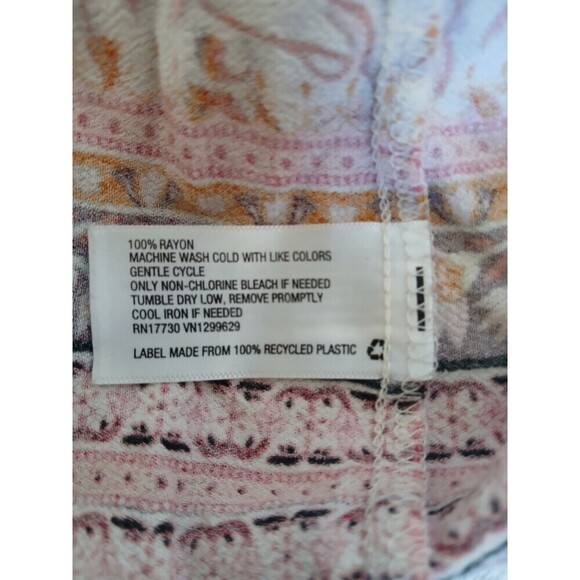 100% RAYON
MACHINE WASH COLD WITH LIKE COLORS
GENTLE CYCLE
ONLY NON-CHLORINE BLEACH IF NEEDED
TUMBLE DRY LOW, REMOVE PROMPTLY
COOL IRON IF NEEDED
RN17730 VN1299629
LABEL MADE FROM 100% RECYCLED PLASTIC